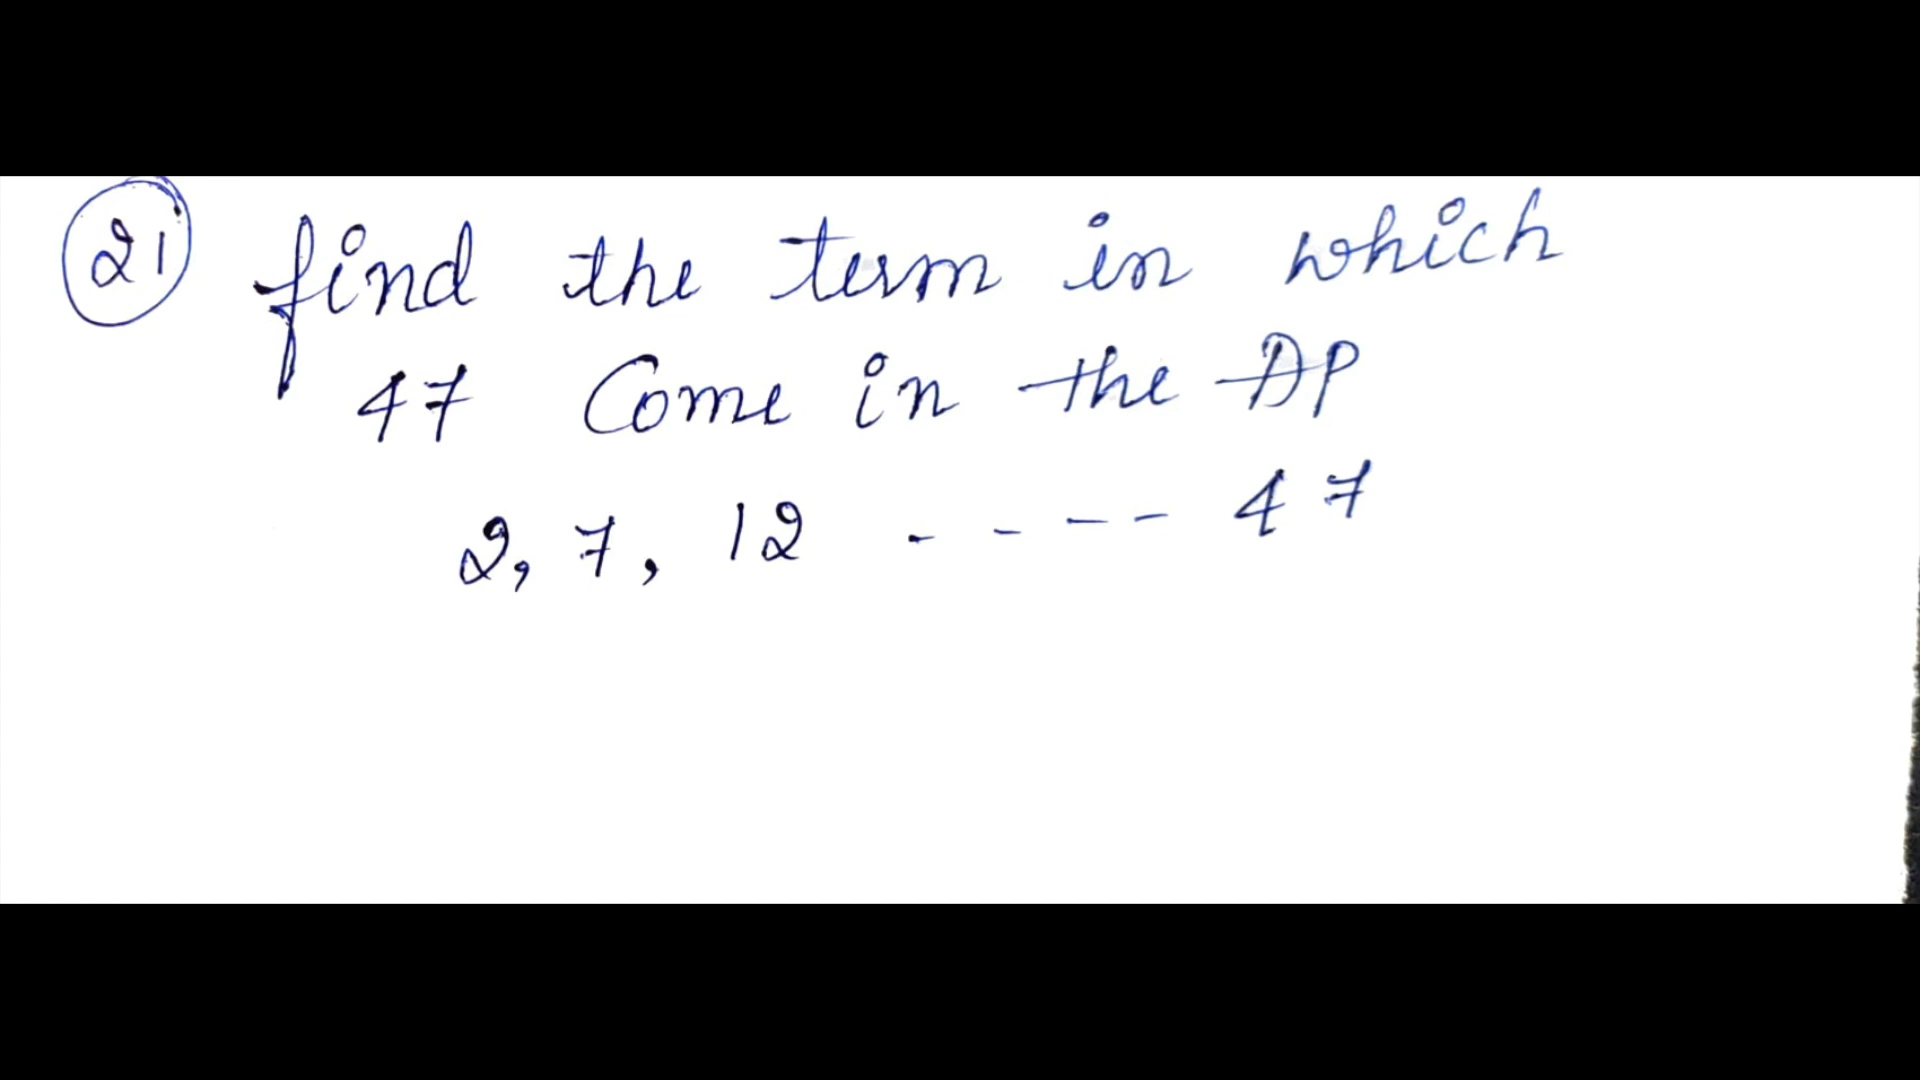 21 find the term in which
47 Come in the AP
2, 7, 12 ----- 47